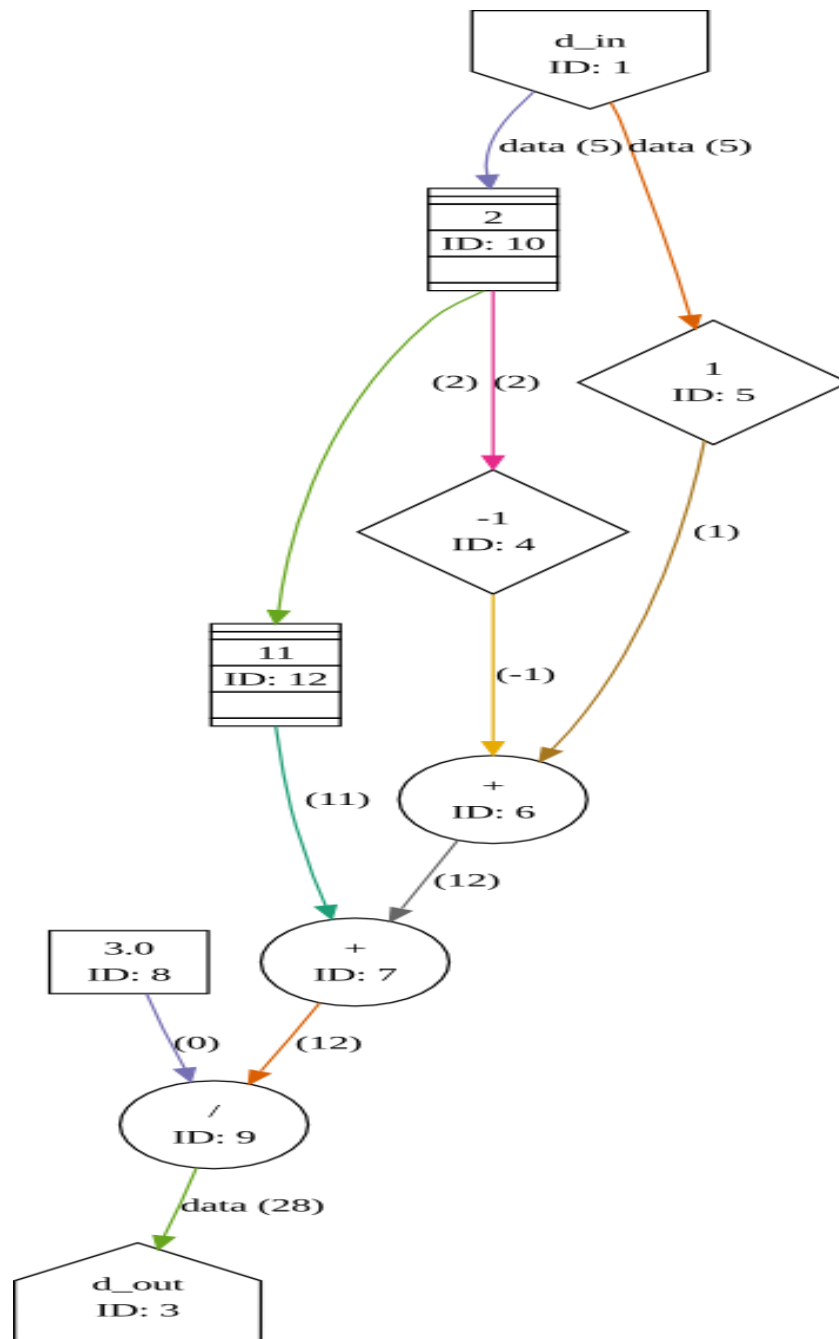 d_in
ID: 1
data (5)
data (5)
2
ID: 10
(2)
(2)
1
ID: 5
-1
ID: 4
(1)
11
ID: 12
(-1)
+
ID: 6
(11)
(12)
3.0
ID: 8
+
ID: 7
(0)
(12)
/
ID: 9
data (28)
d_out
ID: 3